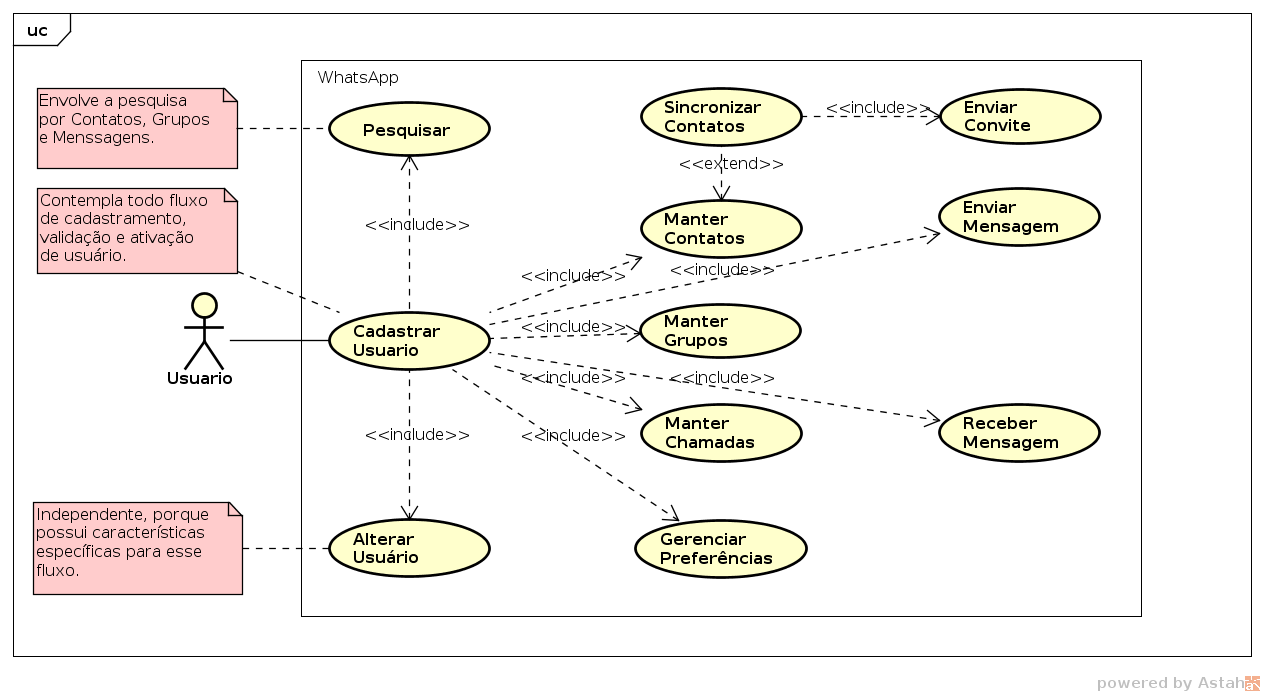 uc
WhatsApp
Envolve a pesquisa
por Contatos, Grupos
e Menssagens.
Pesquisar
Sincronizar
Contatos
<<include>>
Enviar
Convite
<<extend>>
Contempla todo fluxo
de cadastramento,
validação e ativação
de usuário.
<<include>>
Manter
Contatos
Enviar
Mensagem
<<include>>
<<include>>
Usuario
Cadastrar
Usuario
<<include>>
Manter
Grupos
<<include>>
<<include>>
<<include>>
<<include>>
Manter
Chamadas
Receber
Mensagem
Independente, porque
possui características
específicas para esse
fluxo.
Alterar
Usuário
Gerenciar
Preferências
powered by Astah